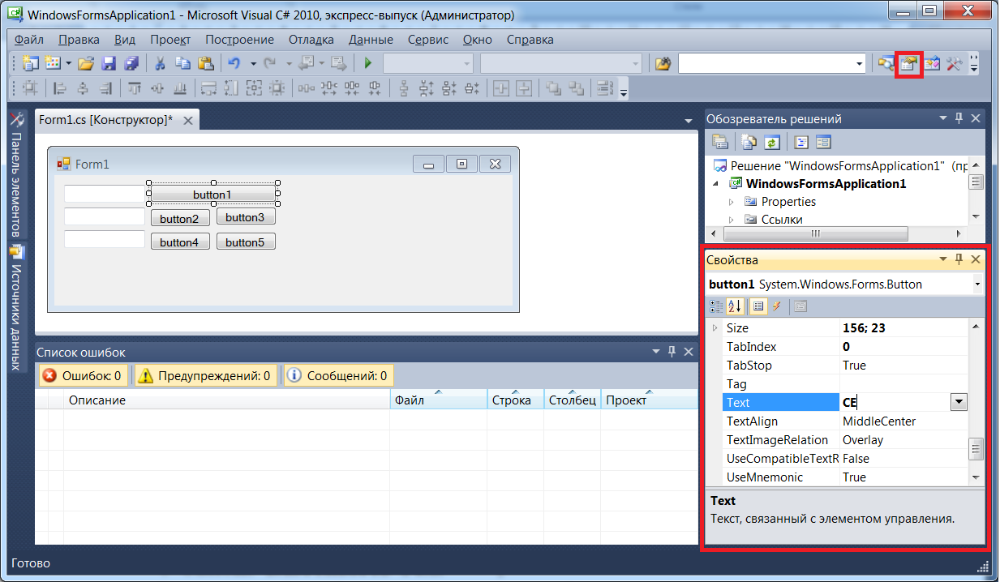 WindowsFormsApplication1 - Microsoft Visual C# 2010, экспресс-выпуск (Администратор)
Файл Правка Вид Проект Построение Отладка Данные Сервис Окно Справка
Панель элементов
Источники данных
Form1.cs [Конструктор]*
Form1
button1
button2 button3
button4 button5
Список ошибок
Ошибок: 0 Предупреждений: 0 Сообщений: 0
Описание Файл Строка Столбец Проект
Обозреватель решений
Решение "WindowsFormsApplication1" (пр
WindowsFormsApplication1
Properties
Ссылки
Свойства
button1 System.Windows.Forms.Button
Size 156; 23
TabIndex 0
TabStop True
Tag
Text CE
TextAlign MiddleCenter
TextImageRelation Overlay
UseCompatibleTextR False
UseMnemonic True
Text
Текст, связанный с элементом управления.
Готово